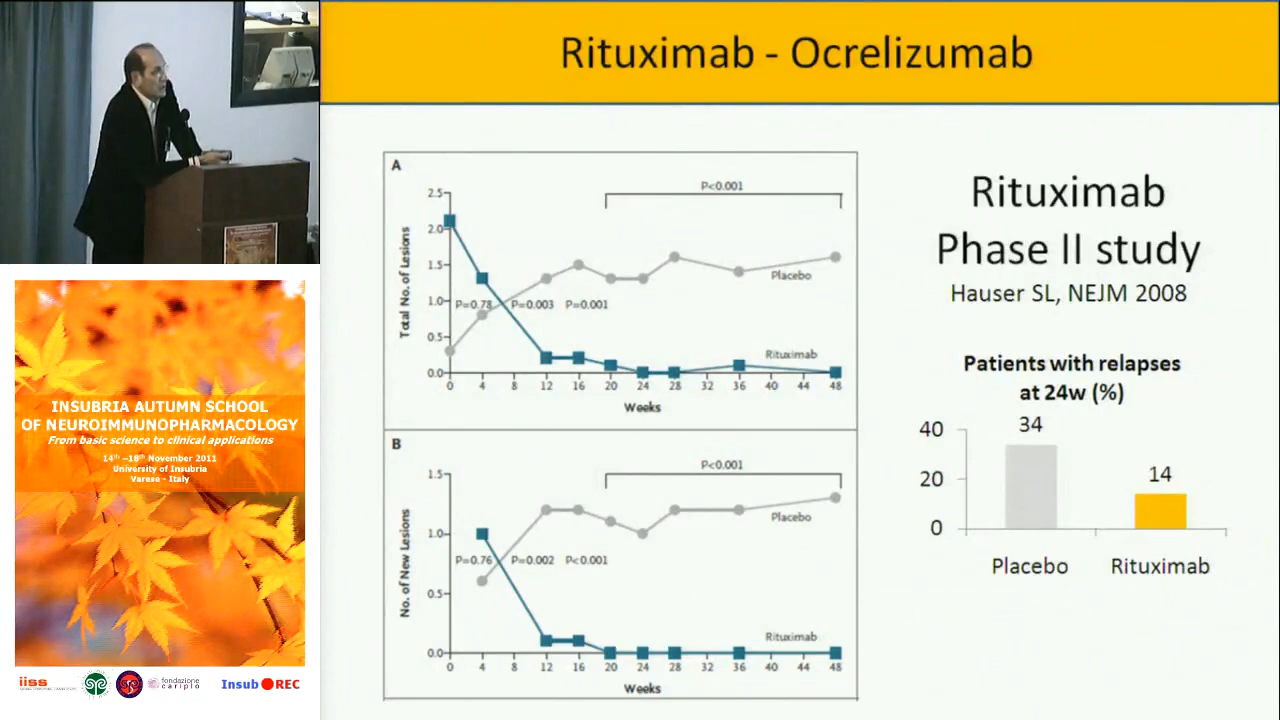 Rituximab - Ocrelizumab
A
P<0.001
2.5
2.0
1.5
1.0
0.5
0.0
Total No. of Lesions
Placebo
P=0.78
P=0.003
P=0.001
Rituximab
0 4 8 12 16 20 24 28 32 36 40 44 48
Weeks
B
P<0.001
1.5
1.0
0.5
0.0
No. of New Lesions
Placebo
P=0.76
P=0.002
P<0.001
Rituximab
0 4 8 12 16 20 24 28 32 36 40 44 48
Weeks
Rituximab
Phase II study
Hauser SL, NEJM 2008
Patients with relapses
at 24w (%)
40
20
0
34
14
Placebo
Rituximab
INSUBRIA AUTUMN SCHOOL
OF NEUROIMMUNOPHARMACOLOGY
From basic science to clinical applications
14th –18th November 2011
University of Insubria
Varese - Italy
iiss
fondazione
cariplo
Insub REC